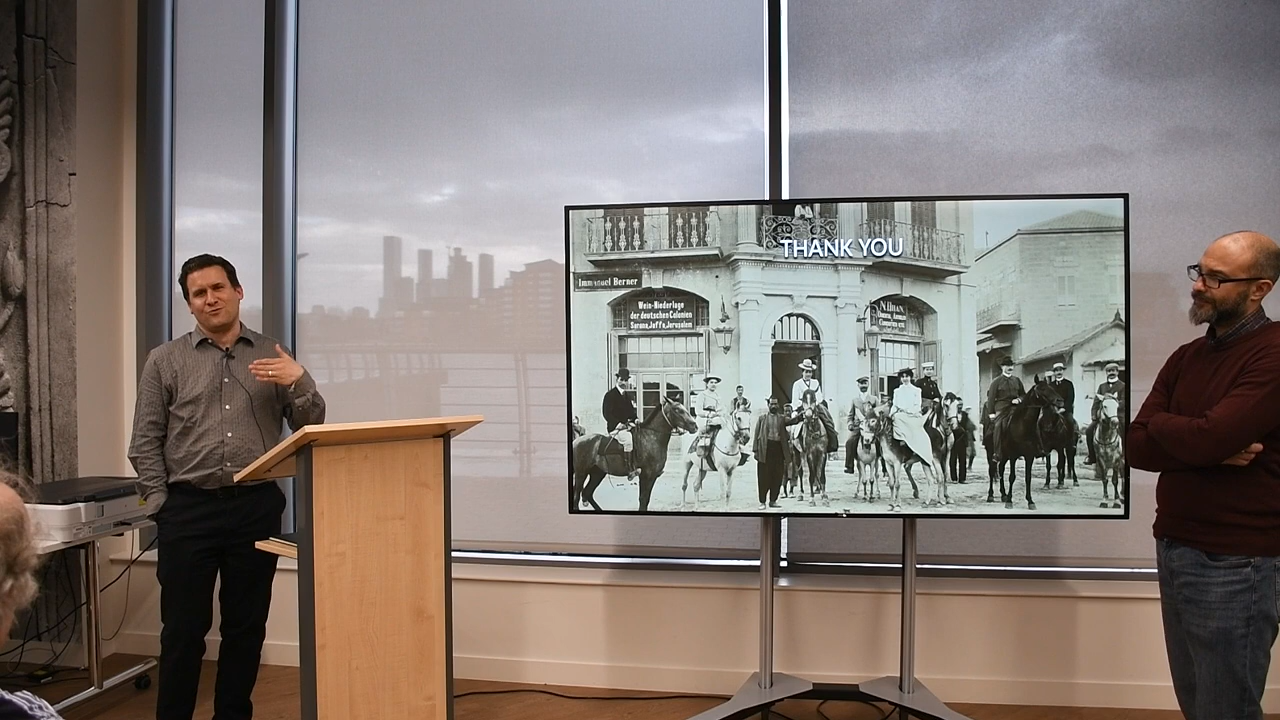 THANK YOU
Immanuel Berner
Wein-Niederlage
der deutschen Colonien
Sarona, Jaffa, Jerusalem